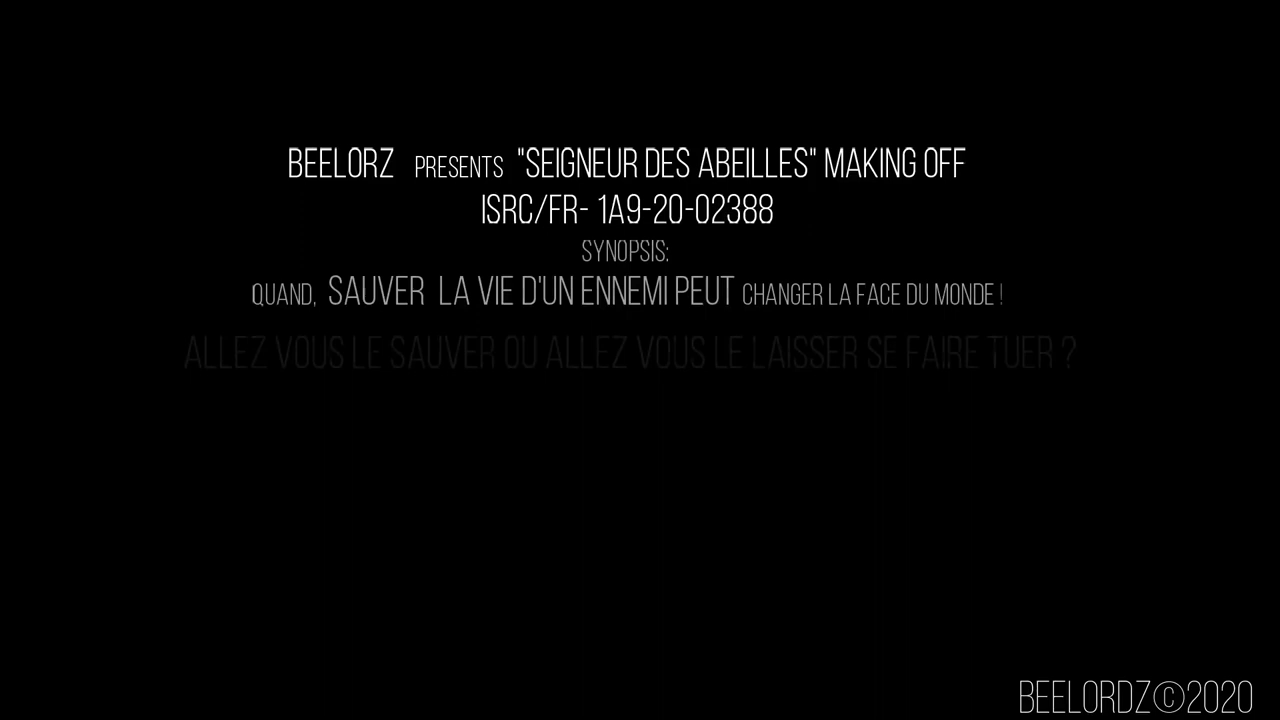 BEELORZ PRESENTS "SEIGNEUR DES ABEILLES" MAKING OFF
ISRC/FR- 1A9-20-02388
SYNOPSIS:
QUAND, SAUVER LA VIE D'UN ENNEMI PEUT CHANGER LA FACE DU MONDE !
ALLEZ VOUS LE SAUVER OU ALLEZ VOUS LE LAISSER SE FAIRE TUER ?
BEELORDZ©2020